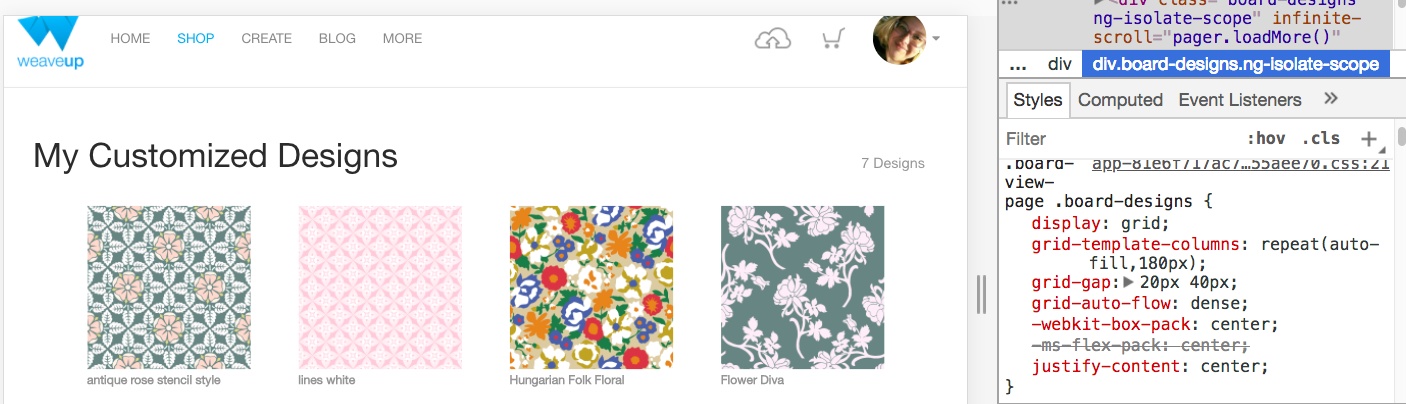 weaveup
HOME SHOP CREATE BLOG MORE
My Customized Designs
7 Designs
antique rose stencil style
lines white
Hungarian Folk Floral
Flower Diva
<div class="board-designs
ng-isolate-scope" infinite-
scroll="pager.loadMore()"
... div div.board-designs.ng-isolate-scope
Styles Computed Event Listeners »
Filter :hov .cls +
.board- app-81e6f717ac7…55aee70.css:21
view-
page .board-designs {
display: grid;
grid-template-columns: repeat(auto-
fill,180px);
grid-gap:▶ 20px 40px;
grid-auto-flow: dense;
-webkit-box-pack: center;
-ms-flex-pack: center;
justify-content: center;
}